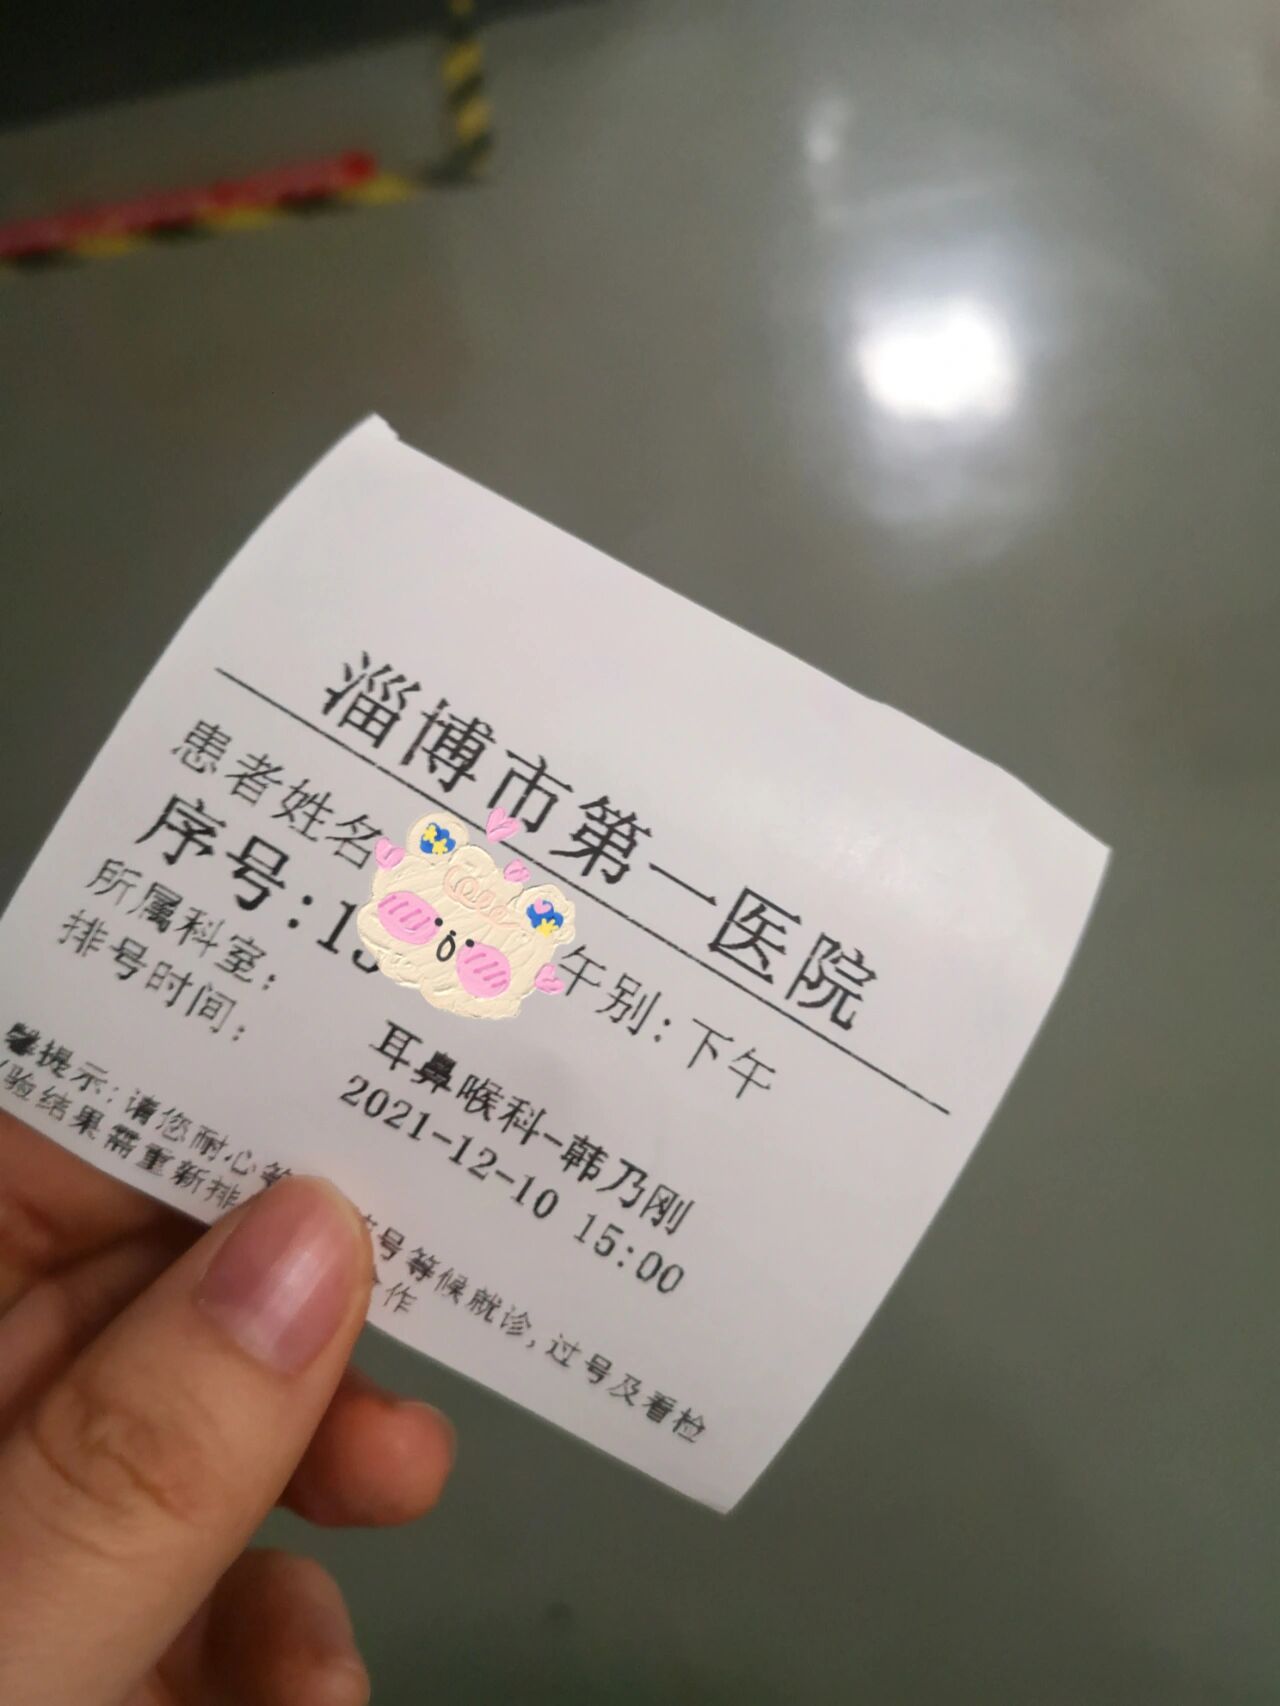 淄博市第一医院
患者姓名
序号:1 午别:下午
所属科室: 耳鼻喉科-韩乃刚
排号时间: 2021-12-10 15:00
馨提示:请您耐心等 号等候就诊,过号及看检
验结果需重新排 合作